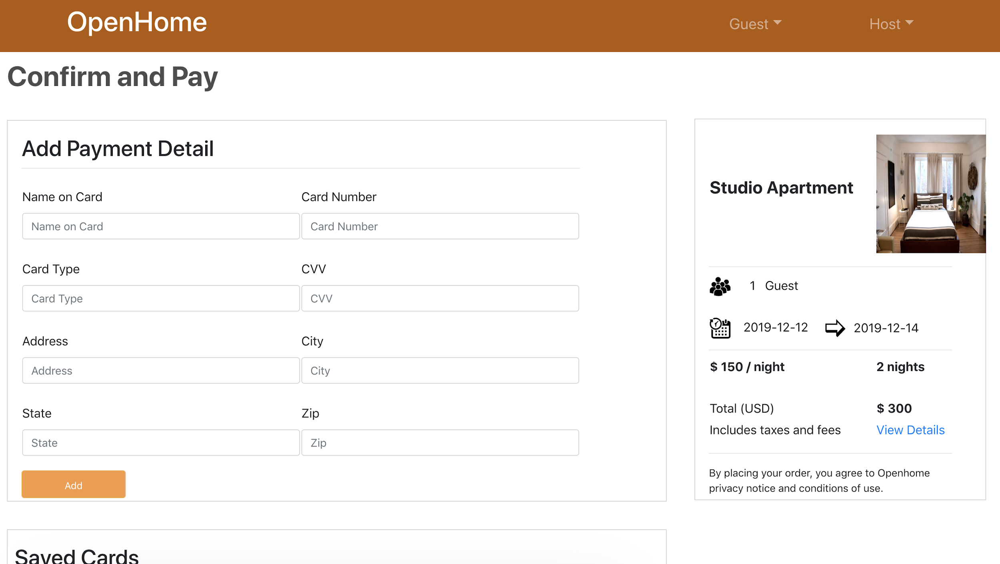 OpenHome
Guest
Host
Confirm and Pay
Add Payment Detail
Name on Card
Card Number
Name on Card
Card Number
Card Type
CVV
Card Type
CVV
Address
City
Address
City
State
Zip
State
Zip
Add
Studio Apartment
1 Guest
2019-12-12
2019-12-14
$ 150 / night
2 nights
Total (USD)
$ 300
Includes taxes and fees
View Details
By placing your order, you agree to Openhome
privacy notice and conditions of use.
Saved Cards